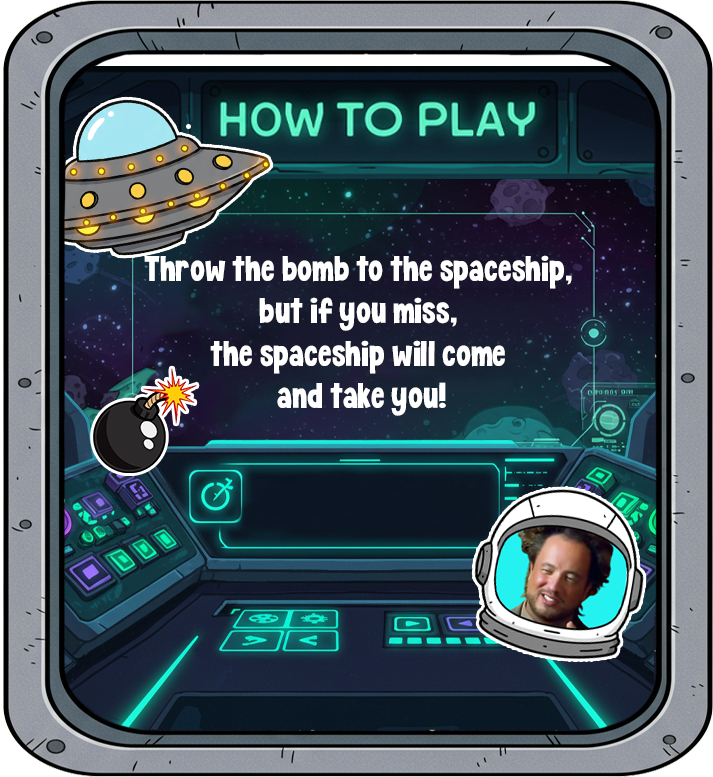 HOW TO PLAY
Throw the bomb to the spaceship,
but if you miss,
the spaceship will come
and take you!